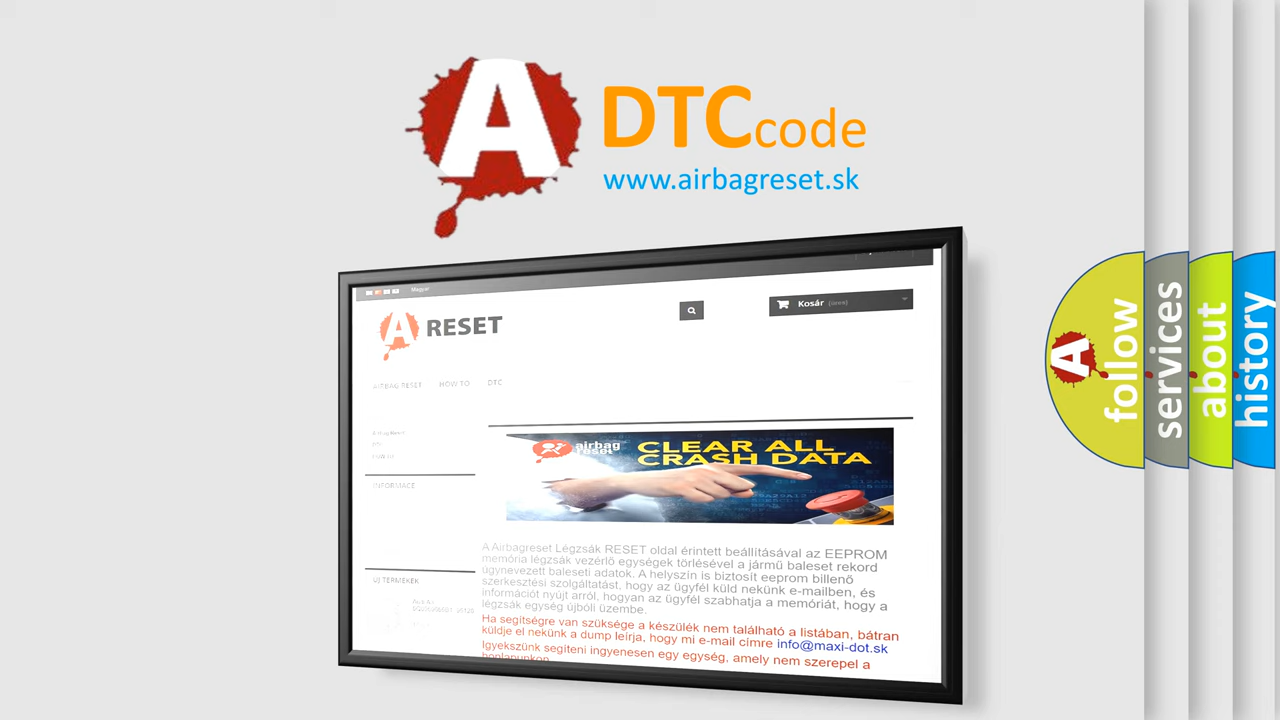 A DTC code
www.airbagreset.sk
Magyar
A RESET
Kosár (üres)
AIRBAG RESET HOW TO DTC
INFORMACE
airbag
reset
CLEAR ALL
CRASH DATA
A Airbagreset Légzsák RESET oldal érintett beállításával az EEPROM
memória légzsák vezérlő egységek törlésével a jármű baleset rekord
úgynevezett baleseti adatok. A helyszín is biztosít eeprom billenő
szerkesztési szolgáltatást, hogy az ügyfél küld nekünk e-mailben, és
információt nyújt arról, hogyan az ügyfél szabhatja a memóriát, hogy a
légzsák egység újbóli üzembe.
Ha segítségre van szüksége a készülék nem található a listában, bátran
küldje el nekünk a dump leírja, hogy mi e-mail címre info@maxi-dot.sk
Igyekszünk segíteni ingyenesen egy egység, amely nem szerepel a
honlapunkon
ÚJ TERMÉKEK
A
follow
services
about
history